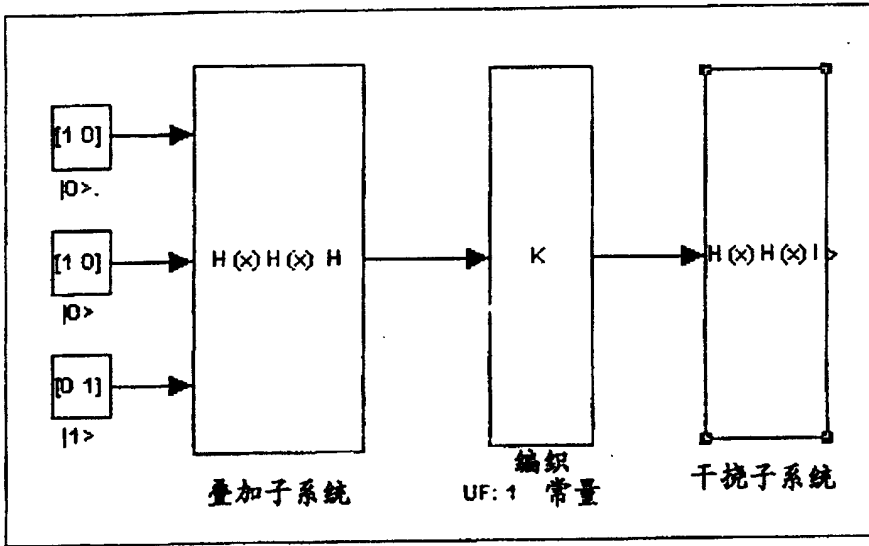 [1 0]
|0>.
[1 0]
|0>
[0 1]
|1>
H (x) H (x) H
K
H (x) H (x) I
叠加子系统
编织
UF: 1 常量
干挠子系统